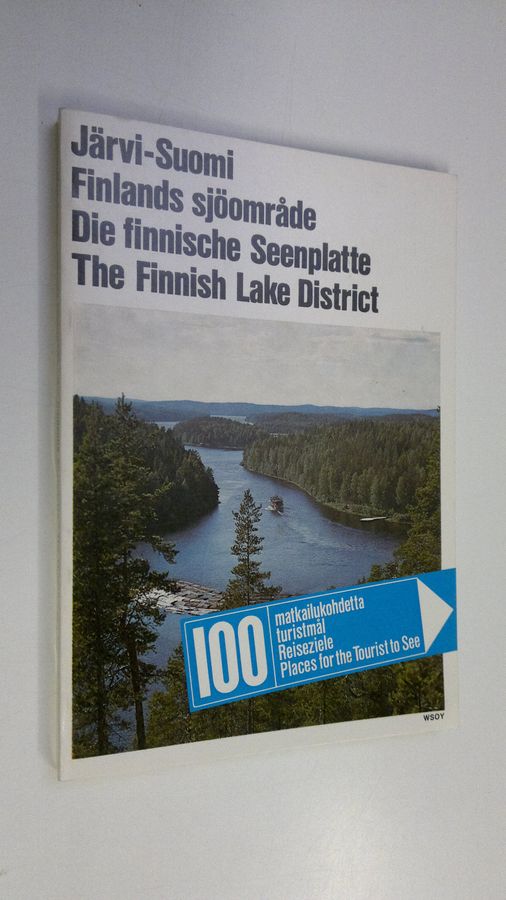 Järvi-Suomi
Finlands sjöområde
Die finnische Seenplatte
The Finnish Lake District
100
matkailukohdetta
turistmål
Reiseziele
Places for the Tourist to See
WSOY